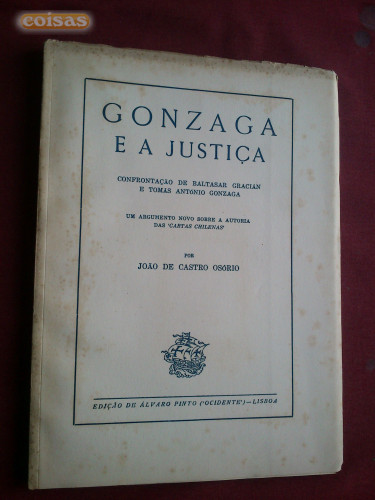 coisas
GONZAGA
E A JUSTIÇA
CONFRONTAÇÃO DE BALTASAR GRACIAN
E TOMÁS ANTÓNIO GONZAGA
UM ARGUMENTO NOVO SOBRE A AUTORIA
DAS 'CARTAS CHILENAS'
POR
JOÃO DE CASTRO OSÓRIO
EDIÇÃO DE ÁLVARO PINTO ('OCIDENTE')—LISBOA